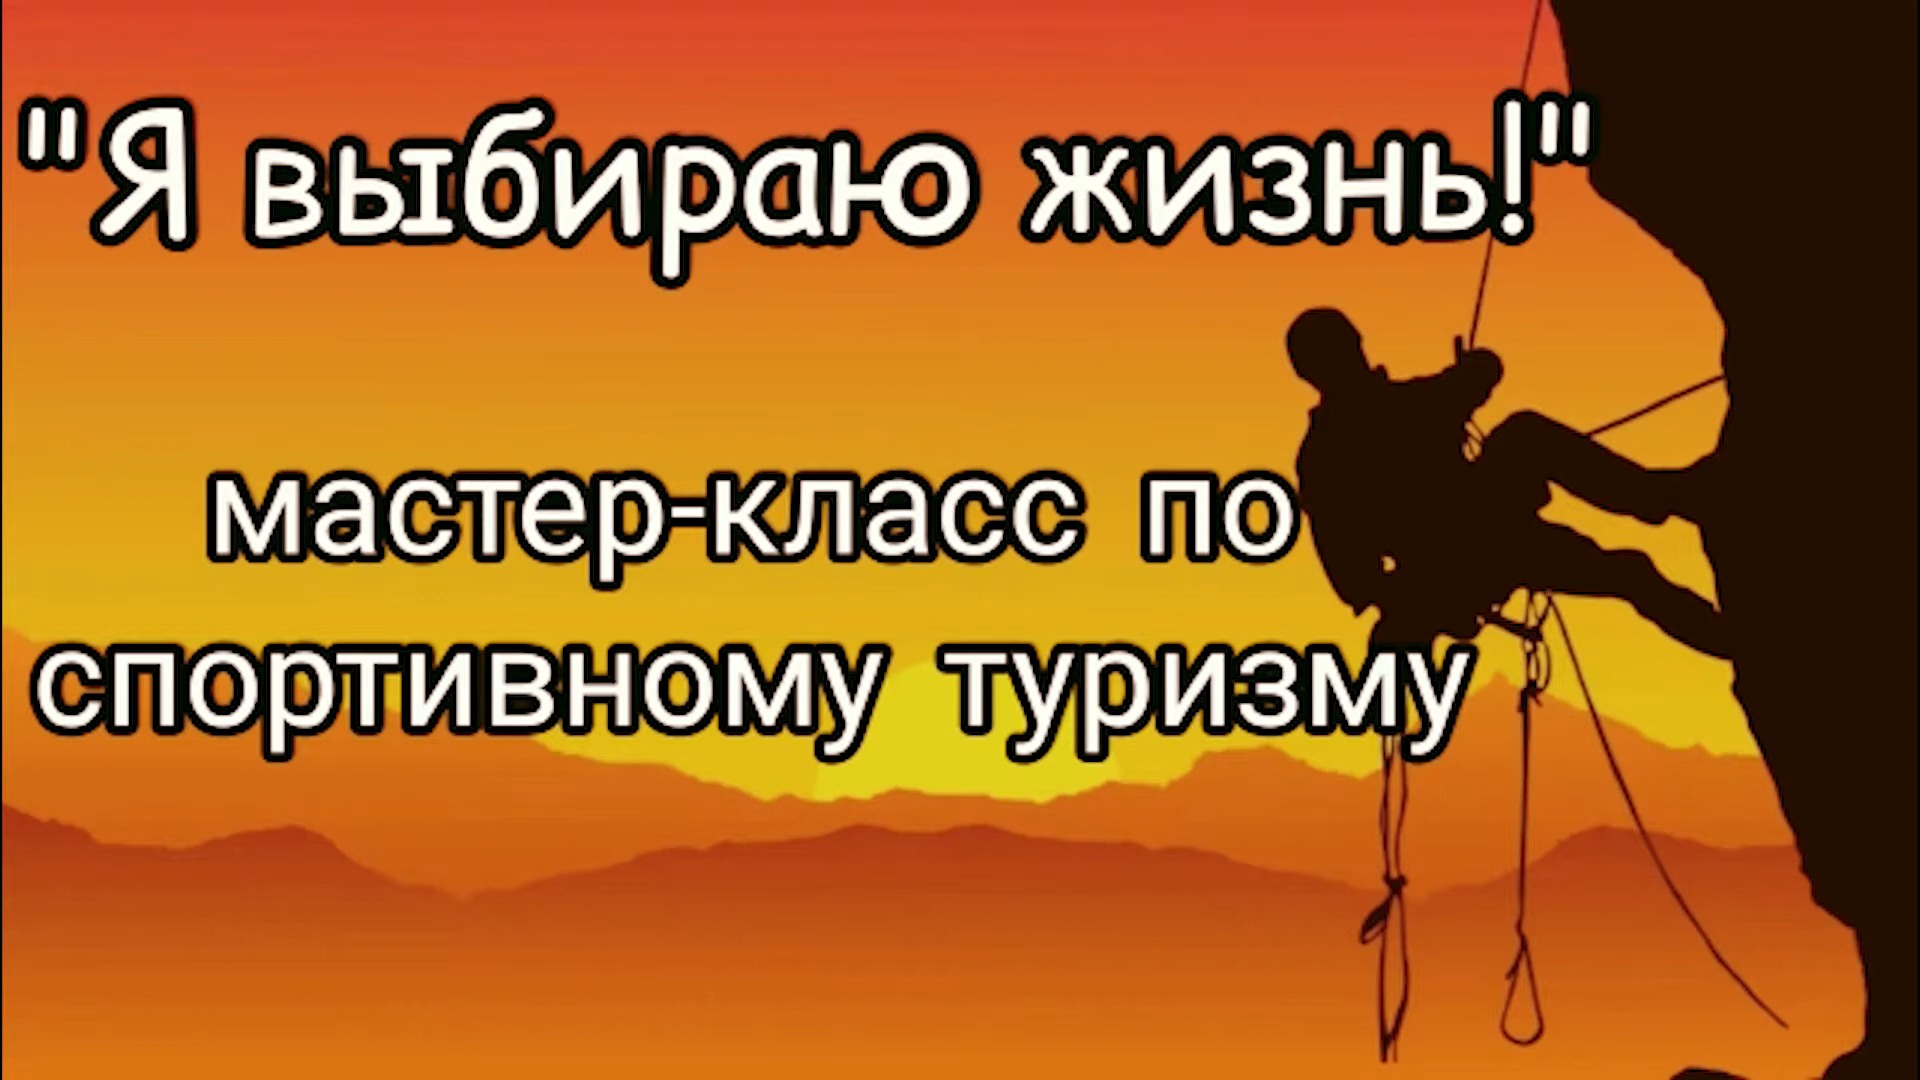 "Я выбираю жизнь!"
мастер-класс по
спортивному туризму